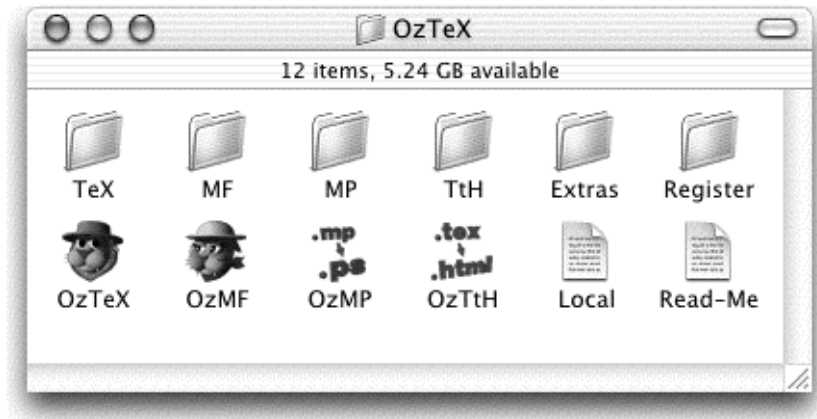 OzTeX
12 items, 5.24 GB available
TeX MF MP TtH Extras Register
.mp .tex
.ps .html
OzTeX OzMF OzMP OzTtH Local Read-Me